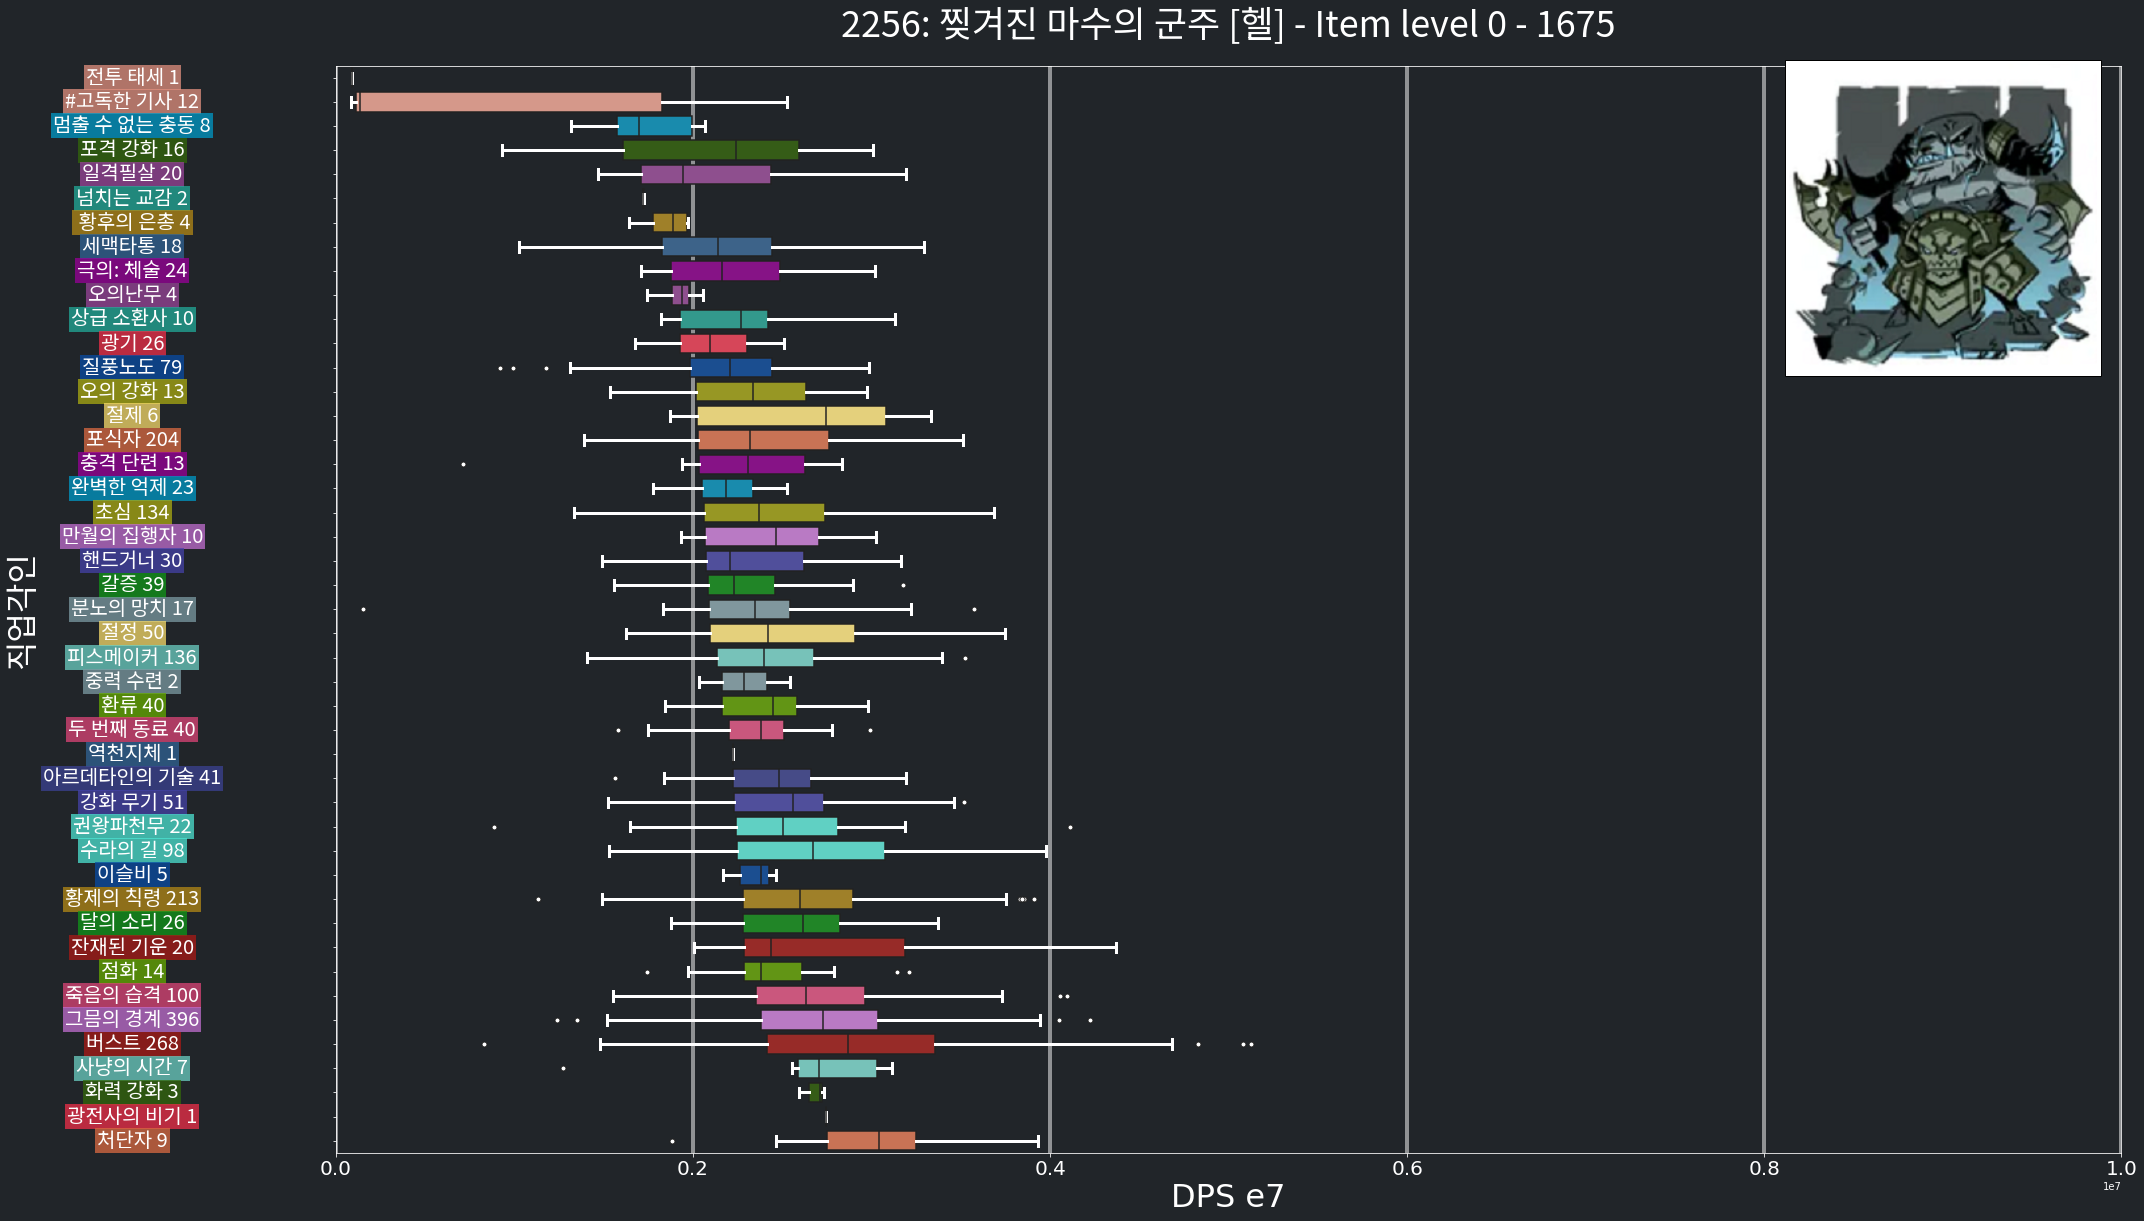 2256: 찢겨진 마수의 군주 [헬] - Item level 0 - 1675
전투 태세 1
#고독한 기사 12
멈출 수 없는 충동 8
포격 강화 16
일격필살 20
넘치는 교감 2
황후의 은총 4
세맥타통 18
극의: 체술 24
오의난무 4
상급 소환사 10
광기 26
질풍노도 79
오의 강화 13
절제 6
포식자 204
충격 단련 13
완벽한 억제 23
초심 134
만월의 집행자 10
핸드거너 30
갈증 39
분노의 망치 17
절정 50
피스메이커 136
중력 수련 2
환류 40
두 번째 동료 40
역천지체 1
아르데타인의 기술 41
강화 무기 51
권왕파천무 22
수라의 길 98
이슬비 5
황제의 칙령 213
달의 소리 26
잔재된 기운 20
점화 14
죽음의 습격 100
그믐의 경계 396
버스트 268
사냥의 시간 7
화력 강화 3
광전사의 비기 1
처단자 9
직업각인
0.0 0.2 0.4 0.6 0.8 1.0
1e7
DPS e7